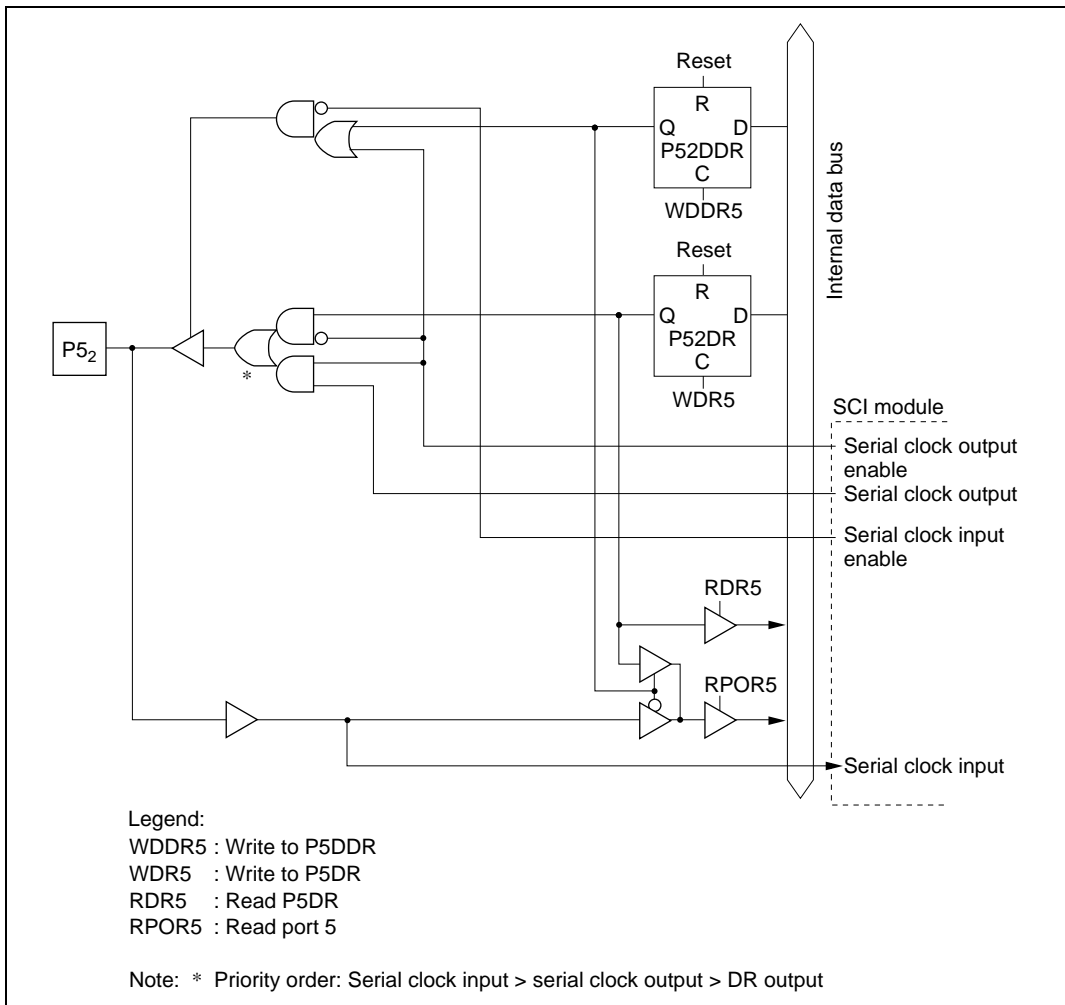 Reset
R
Q D
P52DDR
C
WDDR5
Internal data bus
Reset
R
Q D
P52DR
C
WDR5
P5₂
*
SCI module
Serial clock output
enable
Serial clock output
Serial clock input
enable
RDR5
RPOR5
Serial clock input
Legend:
WDDR5 : Write to P5DDR
WDR5 : Write to P5DR
RDR5 : Read P5DR
RPOR5 : Read port 5
Note: * Priority order: Serial clock input > serial clock output > DR output